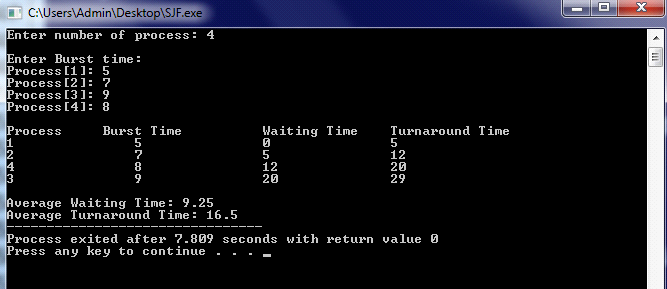 C:\Users\Admin\Desktop\SJF.exe
Enter number of process: 4
Enter Burst time:
Process[1]: 5
Process[2]: 7
Process[3]: 9
Process[4]: 8
Process Burst Time Waiting Time Turnaround Time
1 5 0 5
2 7 5 12
4 8 12 20
3 9 20 29
Average Waiting Time: 9.25
Average Turnaround Time: 16.5
--------------------------------
Process exited after 7.809 seconds with return value 0
Press any key to continue . . . _